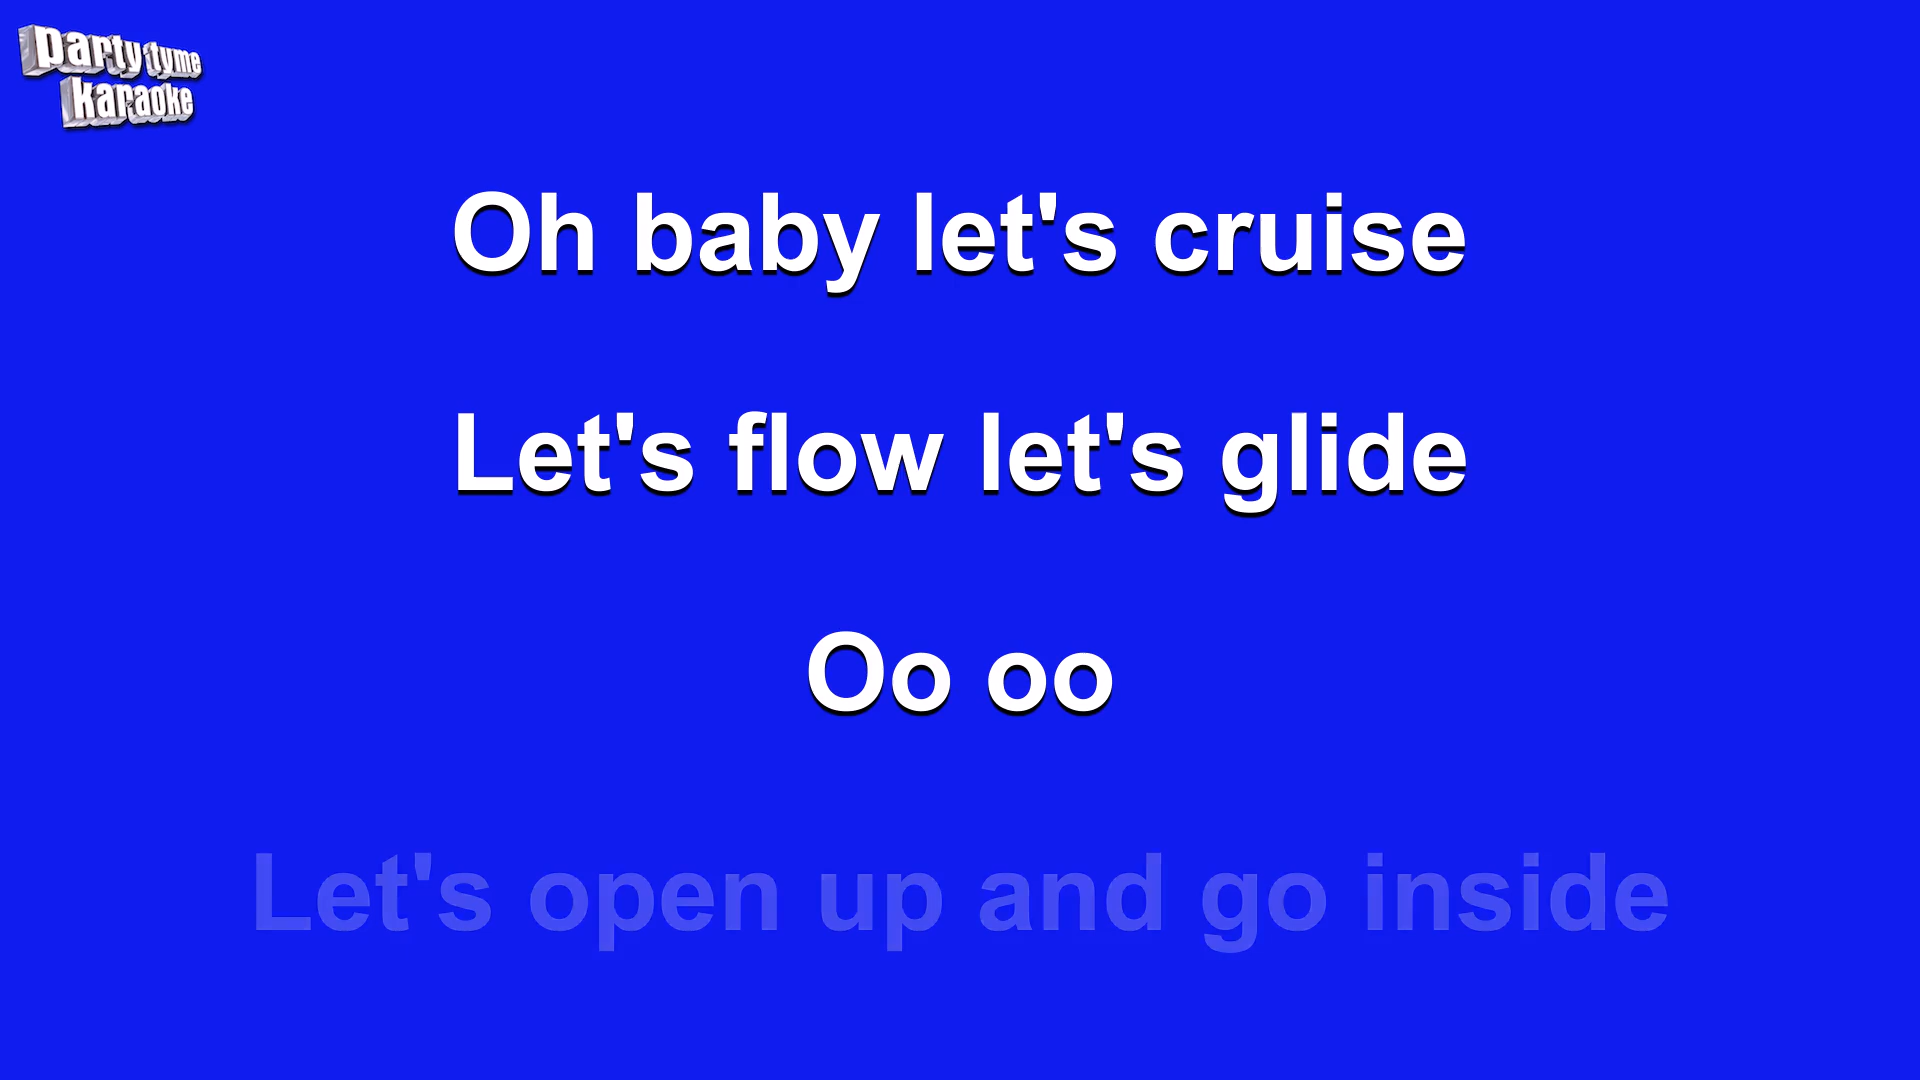 party tyme
karaoke
Oh baby let's cruise
Let's flow let's glide
Oo oo
Let's open up and go inside